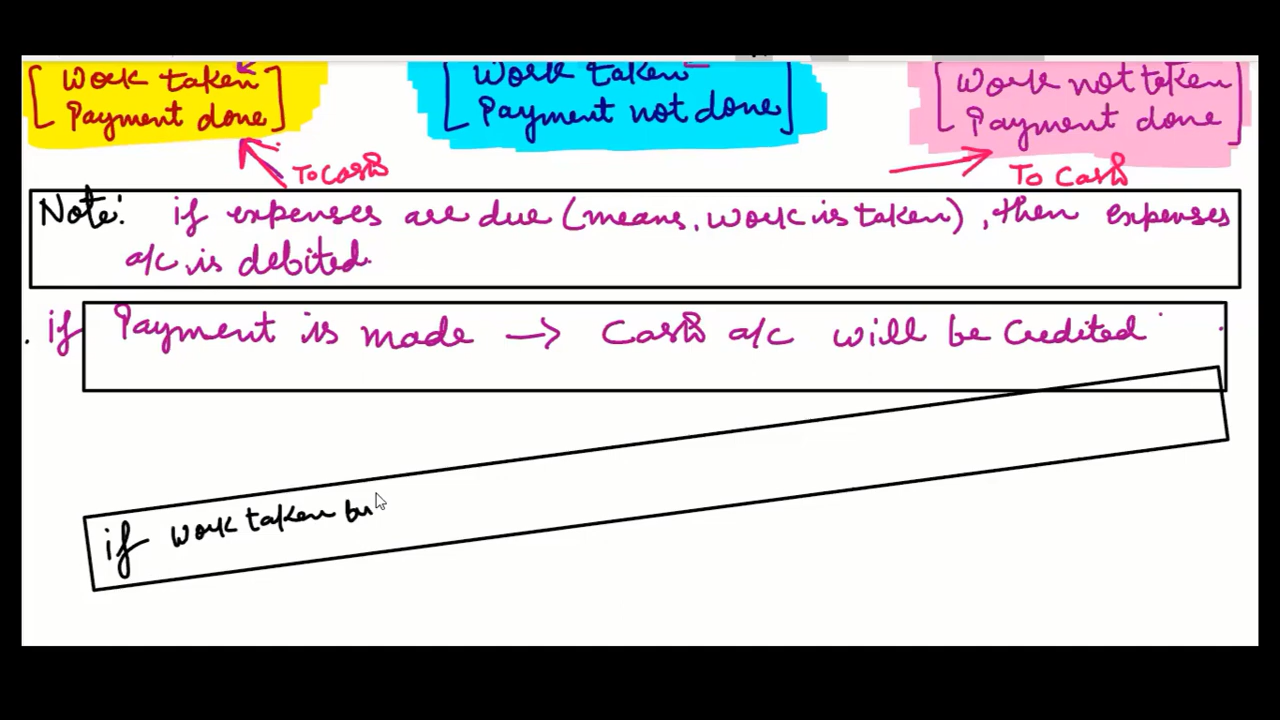 [ Work taken ]
Payment done
[ Work taken ]
Payment not done
[ Work not taken ]
Payment done
To Cash
To Cash
Note: if expenses are due (means, work is taken), then expenses
a/c is debited.
. if Payment is made → Cash a/c will be Credited
if work taken bu